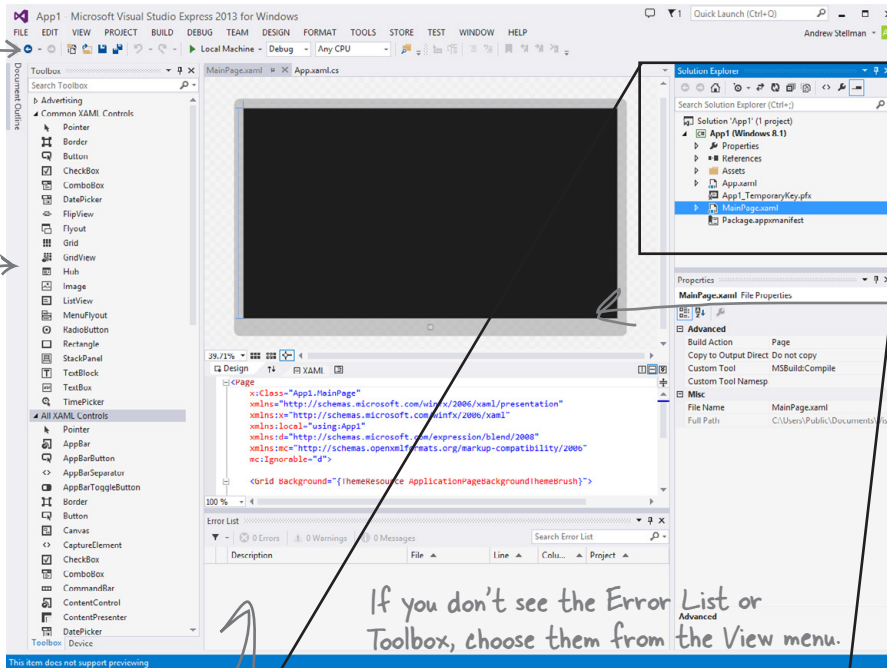 App1 - Microsoft Visual Studio Express 2013 for Windows
1
Quick Launch (Ctrl+Q)
FILE EDIT VIEW PROJECT BUILD DEBUG TEAM DESIGN FORMAT TOOLS STORE TEST WINDOW HELP
Andrew Stellman
Local Machine - Debug - Any CPU
Document Outline
Toolbox
Search Toolbox
Advertising
Common XAML Controls
Pointer
Border
Button
CheckBox
ComboBox
DatePicker
FlipView
Flyout
Grid
GridView
Hub
Image
ListView
MenuFlyout
RadioButton
Rectangle
StackPanel
TextBlock
TextBox
TimePicker
All XAML Controls
Pointer
AppBar
AppBarButton
AppBarSeparator
AppBarToggleButton
Border
Button
Canvas
CaptureElement
CheckBox
ComboBox
CommandBar
ContentControl
ContentPresenter
DatePicker
Toolbox Device
MainPage.xaml App.xaml.cs
39.71%
Design XAML
<Page
x:Class="App1.MainPage"
xmlns="http://schemas.microsoft.com/winfx/2006/xaml/presentation"
xmlns:x="http://schemas.microsoft.com/winfx/2006/xaml"
xmlns:local="using:App1"
xmlns:d="http://schemas.microsoft.com/expression/blend/2008"
xmlns:mc="http://schemas.openxmlformats.org/markup-compatibility/2006"
mc:Ignorable="d">
<Grid Background="{ThemeResource ApplicationPageBackgroundThemeBrush}">
100 %
Error List
0 Errors 0 Warnings 0 Messages
Search Error List
Description File Line Colu... Project
If you don't see the Error List or
Toolbox, choose them from the View menu.
Solution Explorer
Search Solution Explorer (Ctrl+;)
Solution 'App1' (1 project)
App1 (Windows 8.1)
Properties
References
Assets
App.xaml
App1_TemporaryKey.pfx
MainPage.xaml
Package.appxmanifest
Properties
MainPage.xaml File Properties
Advanced
Build Action Page
Copy to Output Direct Do not copy
Custom Tool MSBuild:Compile
Custom Tool Namesp
Misc
File Name MainPage.xaml
Full Path C:\Users\Public\Documents\Vis
Advanced
This item does not support previewing